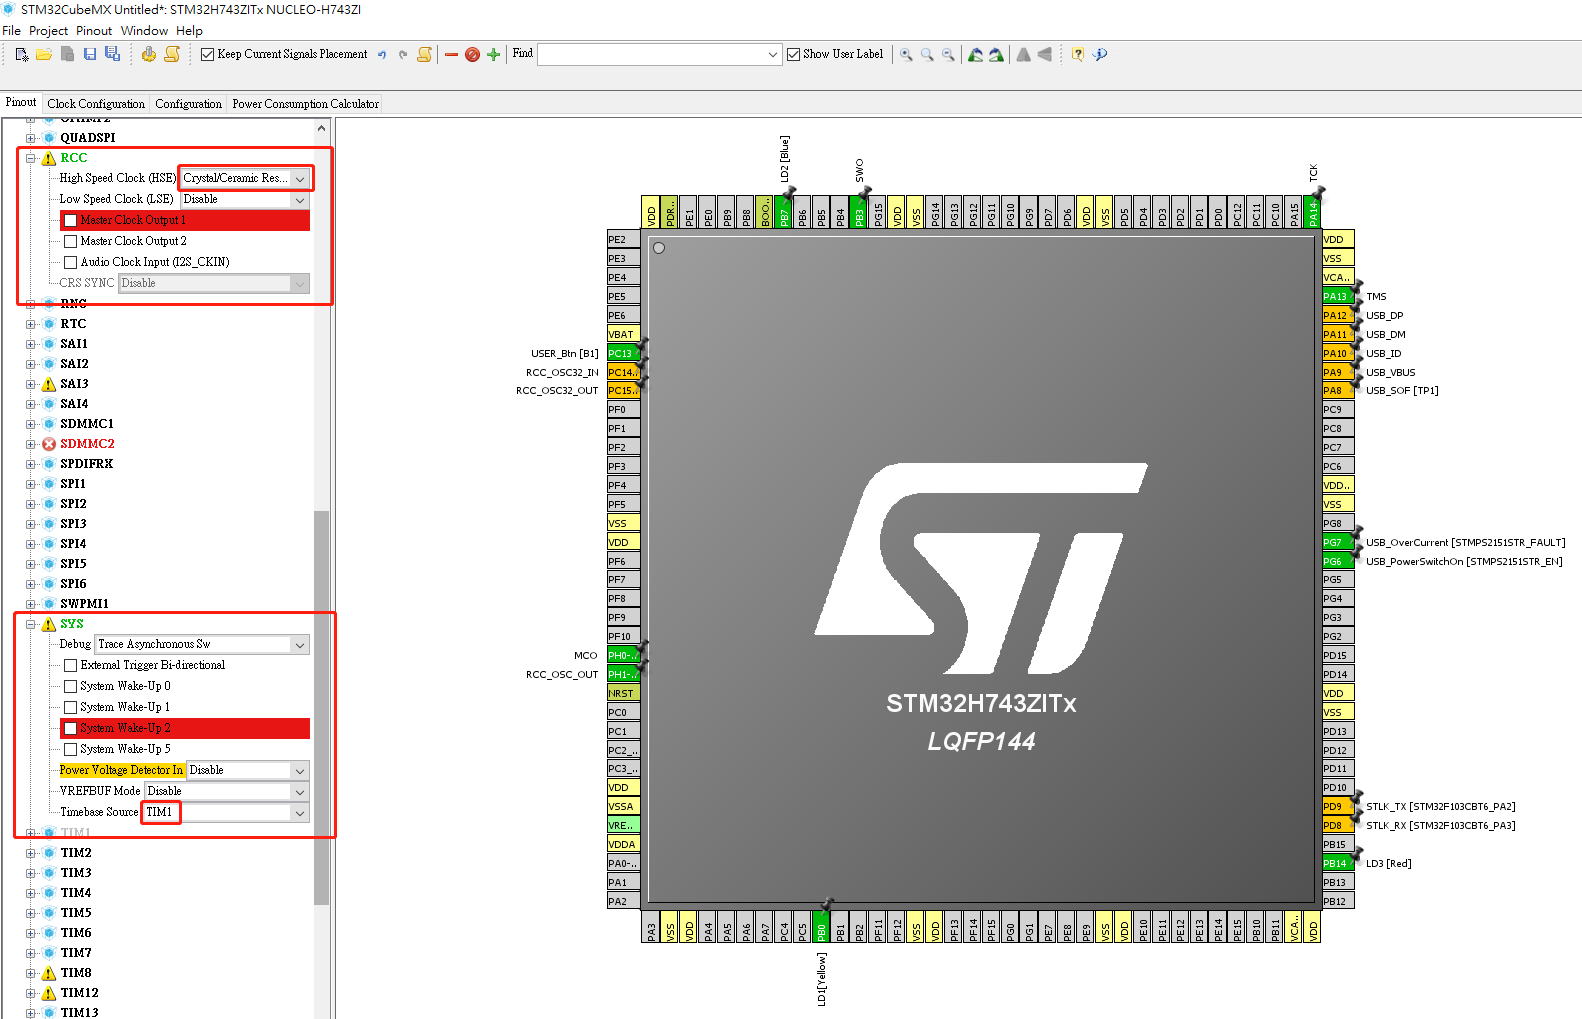 STM32CubeMX Untitled*: STM32H743ZITx NUCLEO-H743ZI
File Project Pinout Window Help
Keep Current Signals Placement Find Show User Label
Pinout Clock Configuration Configuration Power Consumption Calculator
QUADSPI
RCC
High Speed Clock (HSE) Crystal/Ceramic Res...
Low Speed Clock (LSE) Disable
Master Clock Output 1
Master Clock Output 2
Audio Clock Input (I2S_CKIN)
CRS SYNC Disable
RNG
RTC
SAI1
SAI2
SAI3
SAI4
SDMMC1
SDMMC2
SPDIFRX
SPI1
SPI2
SPI3
SPI4
SPI5
SPI6
SWPMI1
SYS
Debug Trace Asynchronous Sw
External Trigger Bi-directional
System Wake-Up 0
System Wake-Up 1
System Wake-Up 2
System Wake-Up 5
Power Voltage Detector In Disable
VREFBUF Mode Disable
Timebase Source TIM1
TIM1
TIM2
TIM3
TIM4
TIM5
TIM6
TIM7
TIM8
TIM12
TIM13
LD2 [Blue]
SWO
TCK
VDD PDR.. PE1 PE0 PB9 PB8 BOO.. PB7 PB6 PB5 PB4 PB3 PG15 VDD VSS PG14 PG13 PG12 PG11 PG10 PG9 PD7 PD6 VDD VSS PD5 PD4 PD3 PD2 PD1 PD0 PC12 PC11 PC10 PA15 PA14
PE2
PE3
PE4
PE5
PE6
VBAT
USER_Btn [B1] PC13
RCC_OSC32_IN PC14..
RCC_OSC32_OUT PC15..
PF0
PF1
PF2
PF3
PF4
PF5
VSS
VDD
PF6
PF7
PF8
PF9
PF10
MCO PH0-..
RCC_OSC_OUT PH1-..
NRST
PC0
PC1
PC2_..
PC3_..
VDD
VSSA
VRE..
VDDA
PA0-..
PA1
PA2
STM32H743ZITx
LQFP144
VDD
VSS
VCA..
PA13 TMS
PA12 USB_DP
PA11 USB_DM
PA10 USB_ID
PA9 USB_VBUS
PA8 USB_SOF [TP1]
PC9
PC8
PC7
PC6
VDD..
VSS
PG8
PG7 USB_OverCurrent [STMPS2151STR_FAULT]
PG6 USB_PowerSwitchOn [STMPS2151STR_EN]
PG5
PG4
PG3
PG2
PD15
PD14
VDD
VSS
PD13
PD12
PD11
PD10
PD9 STLK_TX [STM32F103CBT6_PA2]
PD8 STLK_RX [STM32F103CBT6_PA3]
PB15
PB14 LD3 [Red]
PB13
PB12
PA3 VSS VDD PA4 PA5 PA6 PA7 PC4 PC5 PB0 PB1 PB2 PF11 PF12 VSS VDD PF13 PF14 PF15 PG0 PG1 PE7 PE8 PE9 VSS VDD PE10 PE11 PE12 PE13 PE14 PE15 PB10 PB11 VCA.. VDD
LD1[Yellow]